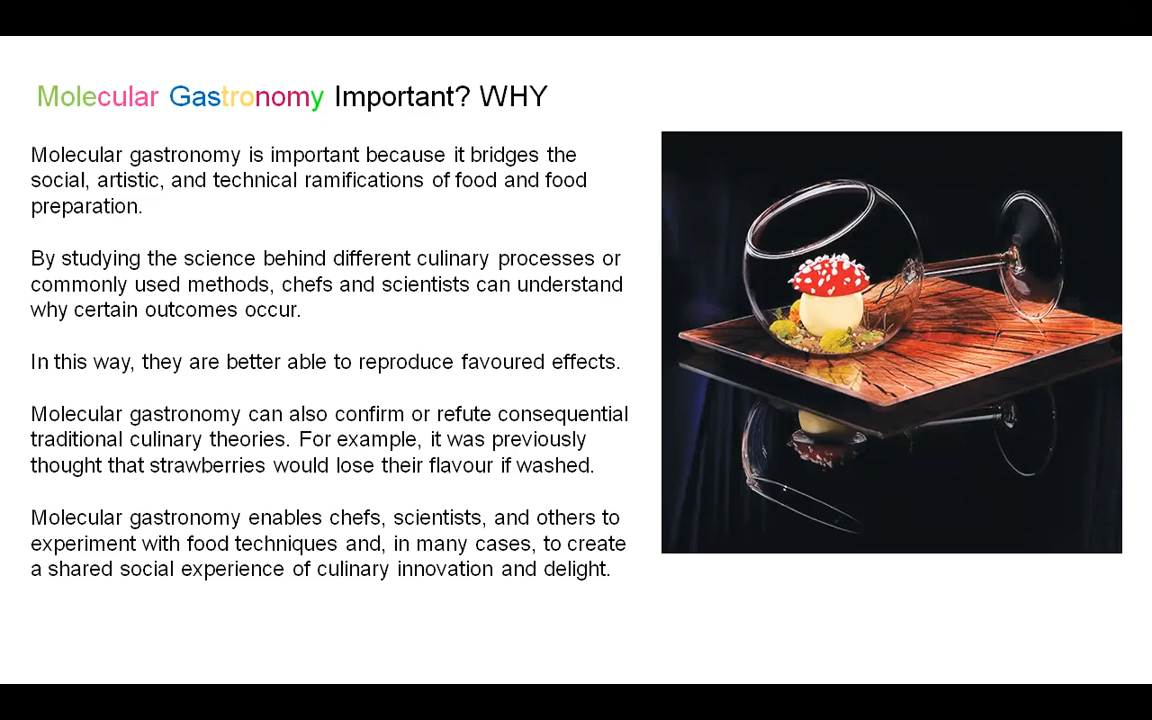 Molecular Gastronomy Important? WHY
Molecular gastronomy is important because it bridges the
social, artistic, and technical ramifications of food and food
preparation.
By studying the science behind different culinary processes or
commonly used methods, chefs and scientists can understand
why certain outcomes occur.
In this way, they are better able to reproduce favoured effects.
Molecular gastronomy can also confirm or refute consequential
traditional culinary theories. For example, it was previously
thought that strawberries would lose their flavour if washed.
Molecular gastronomy enables chefs, scientists, and others to
experiment with food techniques and, in many cases, to create
a shared social experience of culinary innovation and delight.